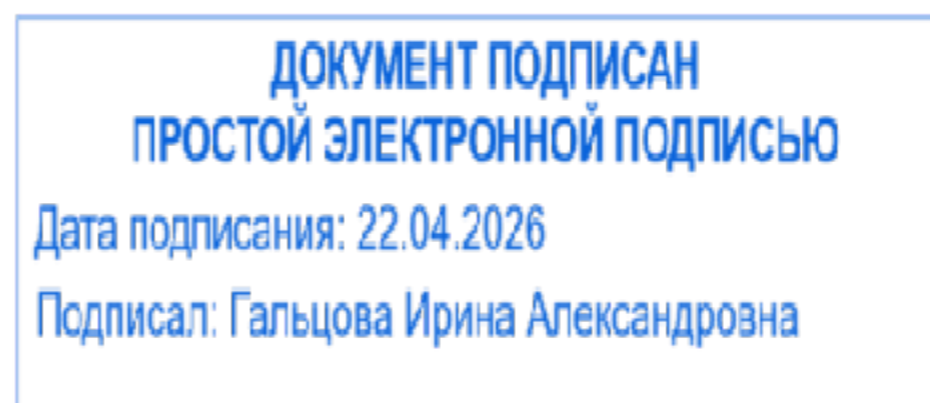 ДОКУМЕНТ ПОДПИСАН
ПРОСТОЙ ЭЛЕКТРОННОЙ ПОДПИСЬЮ
Дата подписания: 22.04.2026
Подписал: Гальцова Ирина Александровна